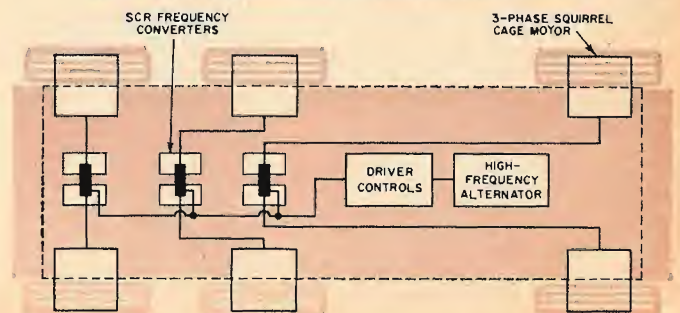 SCR FREQUENCY
CONVERTERS
3-PHASE SQUIRREL
CAGE MOTOR
DRIVER
CONTROLS
HIGH-
FREQUENCY
ALTERNATOR